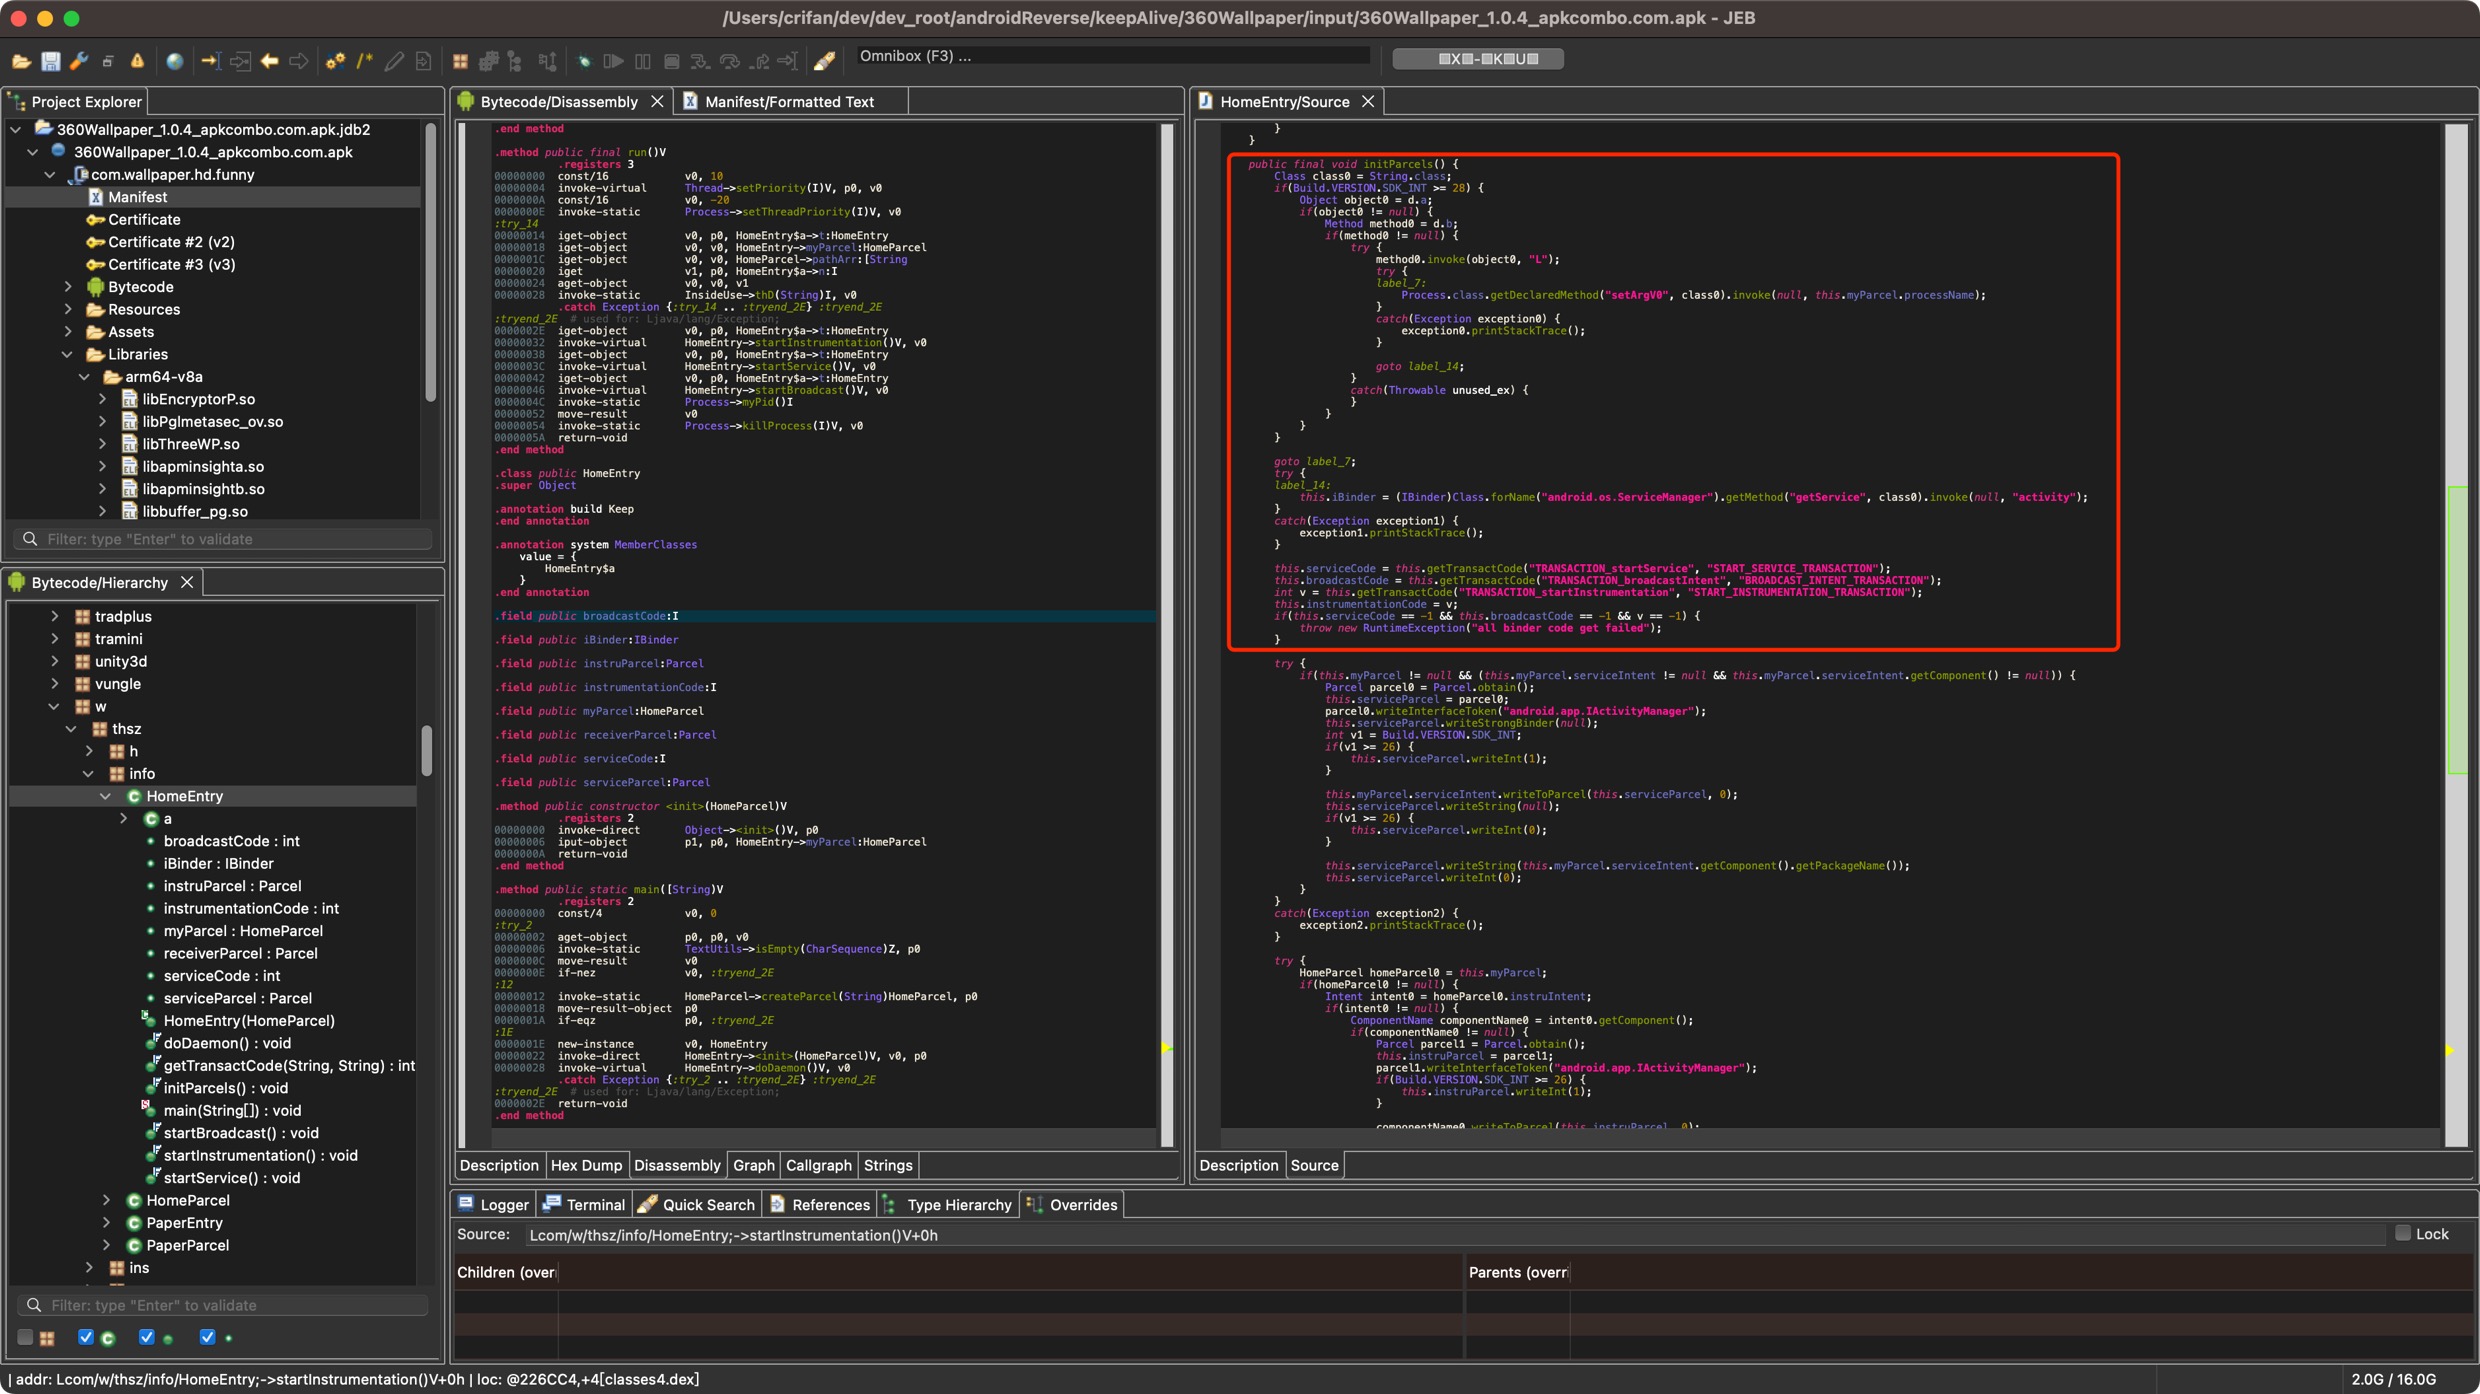 /Users/crifan/dev/dev_root/androidReverse/keepAlive/360Wallpaper/input/360Wallpaper_1.0.4_apkcombo.com.apk - JEB
Omnibox (F3) ...
Project Explorer
360Wallpaper_1.0.4_apkcombo.com.apk.jdb2
360Wallpaper_1.0.4_apkcombo.com.apk
com.wallpaper.hd.funny
Manifest
Certificate
Certificate #2 (v2)
Certificate #3 (v3)
Bytecode
Resources
Assets
Libraries
arm64-v8a
libEncryptorP.so
libPglmetasec_ov.so
libThreeWP.so
libapminsighta.so
libapminsightb.so
libbuffer_pg.so
Filter: type "Enter" to validate
Bytecode/Hierarchy
tradplus
tramini
unity3d
vungle
w
thsz
h
info
HomeEntry
a
broadcastCode : int
iBinder : IBinder
instruParcel : Parcel
instrumentationCode : int
myParcel : HomeParcel
receiverParcel : Parcel
serviceCode : int
serviceParcel : Parcel
HomeEntry(HomeParcel)
doDaemon() : void
getTransactCode(String, String) : int
initParcels() : void
main(String[]) : void
startBroadcast() : void
startInstrumentation() : void
startService() : void
HomeParcel
PaperEntry
PaperParcel
ins
Filter: type "Enter" to validate
Bytecode/Disassembly
Manifest/Formatted Text
.end method
.method public final run()V
.registers 3
00000000 const/16 v0, 10
00000004 invoke-virtual Thread->setPriority(I)V, p0, v0
0000000A const/16 v0, -20
0000000E invoke-static Process->setThreadPriority(I)V, v0
:try_14
00000014 iget-object v0, p0, HomeEntry$a->t:HomeEntry
00000018 iget-object v0, v0, HomeEntry->myParcel:HomeParcel
0000001C iget-object v0, v0, HomeParcel->pathArr:[String
00000020 iget v1, p0, HomeEntry$a->n:I
00000024 aget-object v0, v0, v1
00000028 invoke-static InsideUse->thD(String)I, v0
.catch Exception {:try_14 .. :tryend_2E} :tryend_2E
:tryend_2E # used for: Ljava/lang/Exception;
0000002E iget-object v0, p0, HomeEntry$a->t:HomeEntry
00000032 invoke-virtual HomeEntry->startInstrumentation()V, v0
00000038 iget-object v0, p0, HomeEntry$a->t:HomeEntry
0000003C invoke-virtual HomeEntry->startService()V, v0
00000042 iget-object v0, p0, HomeEntry$a->t:HomeEntry
00000046 invoke-virtual HomeEntry->startBroadcast()V, v0
0000004C invoke-static Process->myPid()I
00000052 move-result v0
00000054 invoke-static Process->killProcess(I)V, v0
0000005A return-void
.end method
.class public HomeEntry
.super Object
.annotation build Keep
.end annotation
.annotation system MemberClasses
value = {
HomeEntry$a
}
.end annotation
.field public broadcastCode:I
.field public iBinder:IBinder
.field public instruParcel:Parcel
.field public instrumentationCode:I
.field public myParcel:HomeParcel
.field public receiverParcel:Parcel
.field public serviceCode:I
.field public serviceParcel:Parcel
.method public constructor <init>(HomeParcel)V
.registers 2
00000000 invoke-direct Object-><init>()V, p0
00000006 iput-object p1, p0, HomeEntry->myParcel:HomeParcel
0000000A return-void
.end method
.method public static main([String)V
.registers 2
00000000 const/4 v0, 0
:try_2
00000002 aget-object p0, p0, v0
00000006 invoke-static TextUtils->isEmpty(CharSequence)Z, p0
0000000C move-result v0
0000000E if-nez v0, :tryend_2E
:12
00000012 invoke-static HomeParcel->createParcel(String)HomeParcel, p0
00000018 move-result-object p0
0000001A if-eqz p0, :tryend_2E
:1E
0000001E new-instance v0, HomeEntry
00000022 invoke-direct HomeEntry-><init>(HomeParcel)V, v0, p0
00000028 invoke-virtual HomeEntry->doDaemon()V, v0
.catch Exception {:try_2 .. :tryend_2E} :tryend_2E
:tryend_2E # used for: Ljava/lang/Exception;
0000002E return-void
.end method
Description Hex Dump Disassembly Graph Callgraph Strings
HomeEntry/Source
}
}
public final void initParcels() {
Class class0 = String.class;
if(Build.VERSION.SDK_INT >= 28) {
Object object0 = d.a;
if(object0 != null) {
Method method0 = d.b;
if(method0 != null) {
try {
method0.invoke(object0, "L");
try {
label_7:
Process.class.getDeclaredMethod("setArgV0", class0).invoke(null, this.myParcel.processName);
}
catch(Exception exception0) {
exception0.printStackTrace();
}
goto label_14;
}
catch(Throwable unused_ex) {
}
}
}
}
goto label_7;
try {
label_14:
this.iBinder = (IBinder)Class.forName("android.os.ServiceManager").getMethod("getService", class0).invoke(null, "activity");
}
catch(Exception exception1) {
exception1.printStackTrace();
}
this.serviceCode = this.getTransactCode("TRANSACTION_startService", "START_SERVICE_TRANSACTION");
this.broadcastCode = this.getTransactCode("TRANSACTION_broadcastIntent", "BROADCAST_INTENT_TRANSACTION");
int v = this.getTransactCode("TRANSACTION_startInstrumentation", "START_INSTRUMENTATION_TRANSACTION");
this.instrumentationCode = v;
if(this.serviceCode == -1 && this.broadcastCode == -1 && v == -1) {
throw new RuntimeException("all binder code get failed");
}
try {
if(this.myParcel != null && (this.myParcel.serviceIntent != null && this.myParcel.serviceIntent.getComponent() != null)) {
Parcel parcel0 = Parcel.obtain();
this.serviceParcel = parcel0;
parcel0.writeInterfaceToken("android.app.IActivityManager");
this.serviceParcel.writeStrongBinder(null);
int v1 = Build.VERSION.SDK_INT;
if(v1 >= 26) {
this.serviceParcel.writeInt(1);
}
this.myParcel.serviceIntent.writeToParcel(this.serviceParcel, 0);
this.serviceParcel.writeString(null);
if(v1 >= 26) {
this.serviceParcel.writeInt(0);
}
this.serviceParcel.writeString(this.myParcel.serviceIntent.getComponent().getPackageName());
this.serviceParcel.writeInt(0);
}
}
catch(Exception exception2) {
exception2.printStackTrace();
}
try {
HomeParcel homeParcel0 = this.myParcel;
if(homeParcel0 != null) {
Intent intent0 = homeParcel0.instruIntent;
if(intent0 != null) {
ComponentName componentName0 = intent0.getComponent();
if(componentName0 != null) {
Parcel parcel1 = Parcel.obtain();
this.instruParcel = parcel1;
parcel1.writeInterfaceToken("android.app.IActivityManager");
if(Build.VERSION.SDK_INT >= 26) {
this.instruParcel.writeInt(1);
}
componentName0.writeToParcel(this.instruParcel, 0);
Description Source
Logger Terminal Quick Search References Type Hierarchy Overrides
Source: Lcom/w/thsz/info/HomeEntry;->startInstrumentation()V+0h
Lock
Children (overri Parents (overri
| addr: Lcom/w/thsz/info/HomeEntry;->startInstrumentation()V+0h | loc: @226CC4,+4[classes4.dex]
2.0G / 16.0G